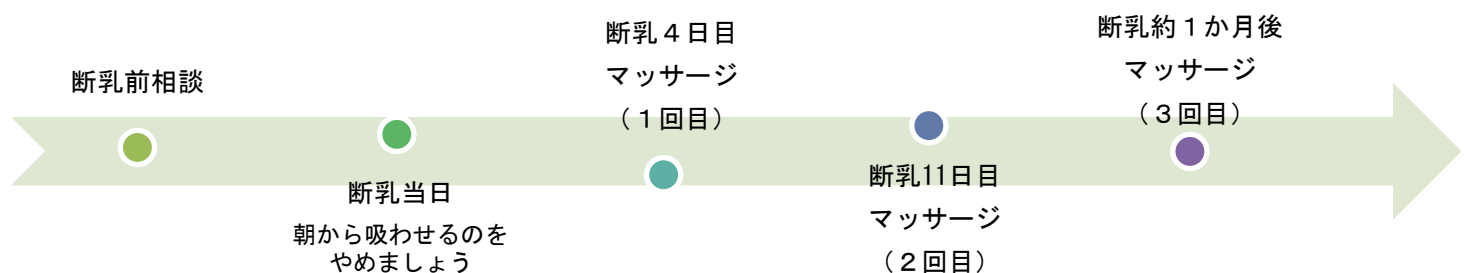 断乳前相談
断乳当日
朝から吸わせるのを
やめましょう
断乳４日目
マッサージ
（１回目）
断乳11日目
マッサージ
（２回目）
断乳約１か月後
マッサージ
（３回目）